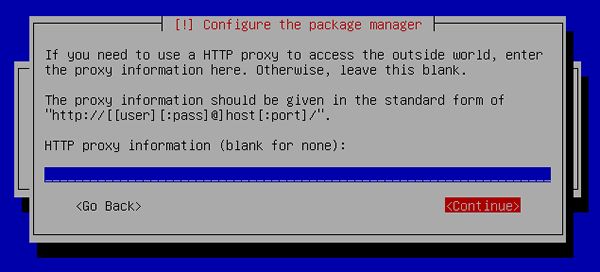 [!] Configure the package manager
If you need to use a HTTP proxy to access the outside world, enter
the proxy information here. Otherwise, leave this blank.
The proxy information should be given in the standard form of
"http://[[user][:pass]@]host[:port]/".
HTTP proxy information (blank for none):
<Go Back> <Continue>